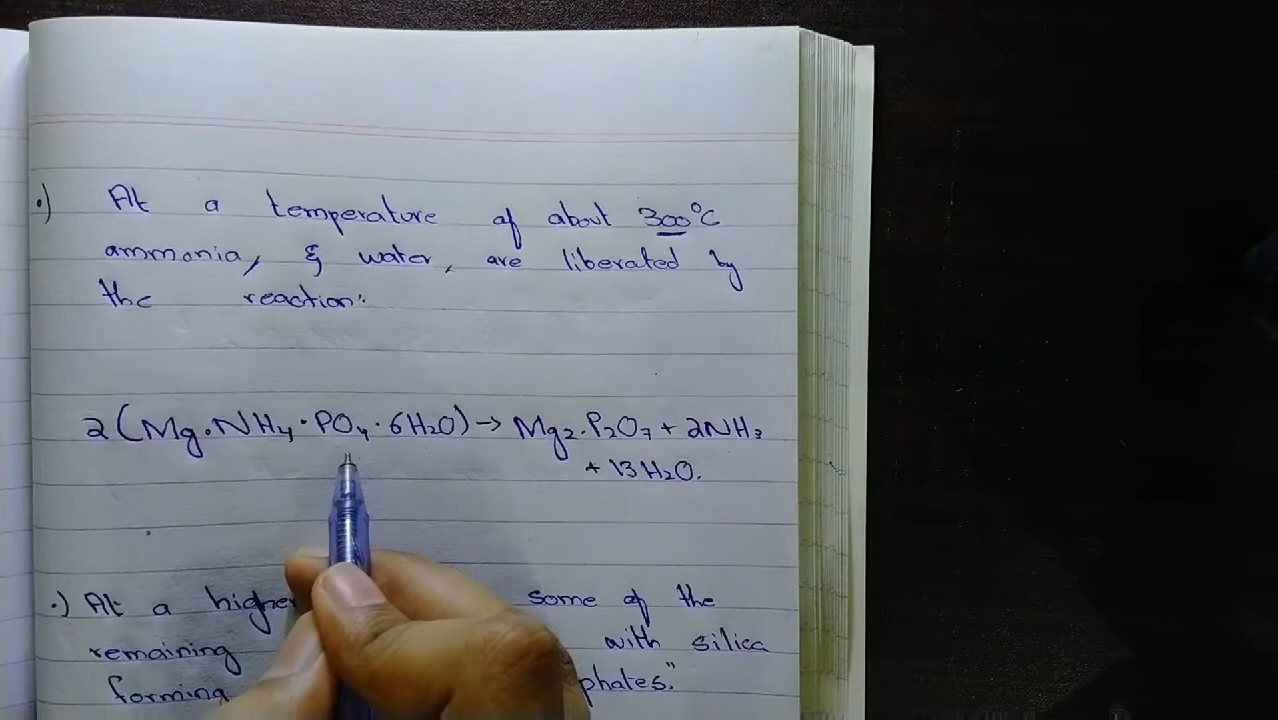 •) At a temperature of about 300°C
ammonia, & water, are liberated by
the reaction:
2(Mg·NH₄·PO₄·6H₂O) → Mg₂·P₂O₇ + 2NH₃
+ 13H₂O.
•) At a higher some of the
remaining with silica
forming phates."